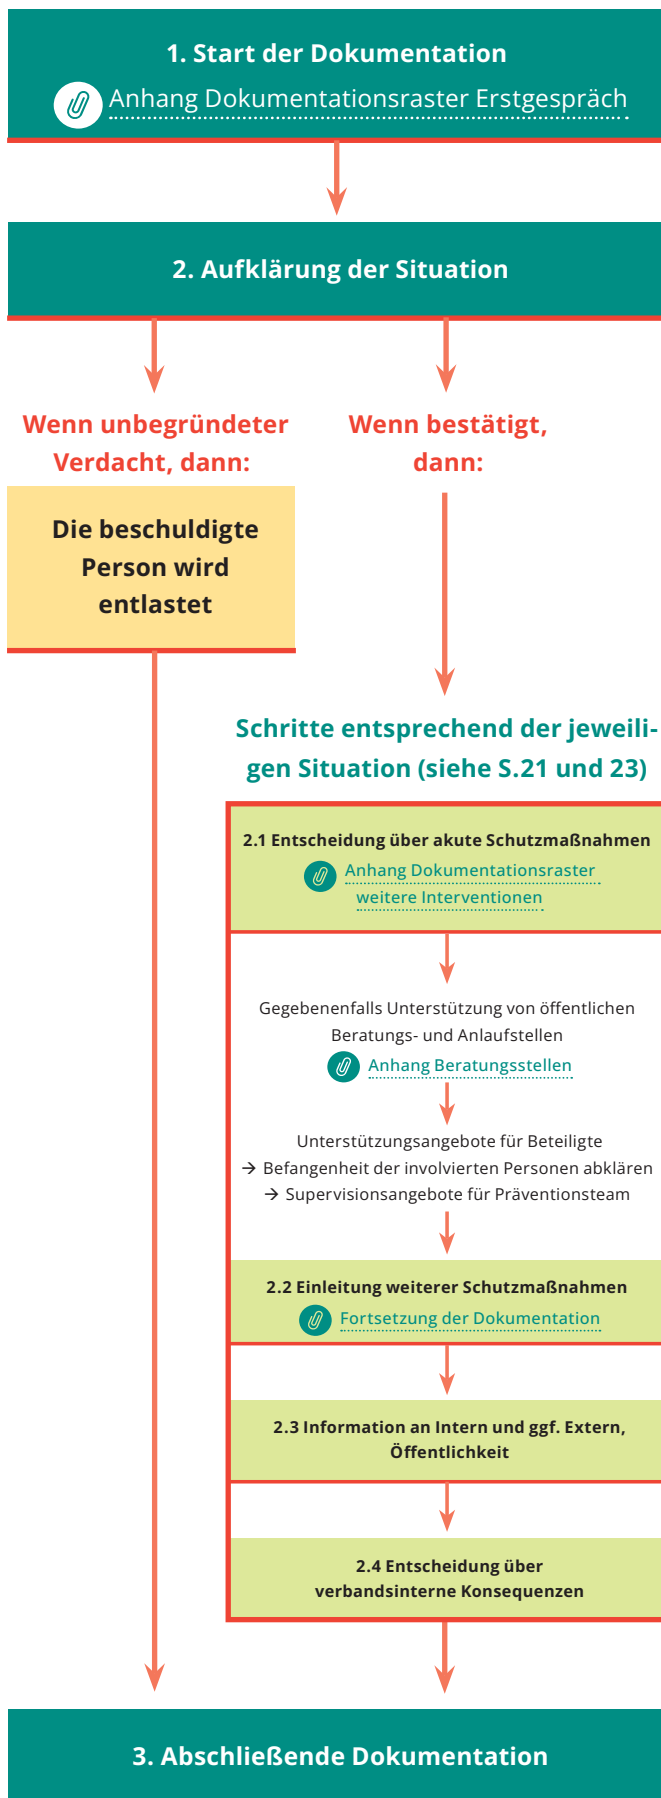 1. Start der Dokumentation
Anhang Dokumentationsraster Erstgespräch
2. Aufklärung der Situation
Wenn unbegründeter
Verdacht, dann:
Die beschuldigte
Person wird
entlastet
Wenn bestätigt,
dann:
Schritte entsprechend der jeweili-
gen Situation (siehe S.21 und 23)
2.1 Entscheidung über akute Schutzmaßnahmen
Anhang Dokumentationsraster
weitere Interventionen
Gegebenenfalls Unterstützung von öffentlichen
Beratungs- und Anlaufstellen
Anhang Beratungsstellen
Unterstützungsangebote für Beteiligte
→ Befangenheit der involvierten Personen abklären
→ Supervisionsangebote für Präventionsteam
2.2 Einleitung weiterer Schutzmaßnahmen
Fortsetzung der Dokumentation
2.3 Information an Intern und ggf. Extern,
Öffentlichkeit
2.4 Entscheidung über
verbandsinterne Konsequenzen
3. Abschließende Dokumentation